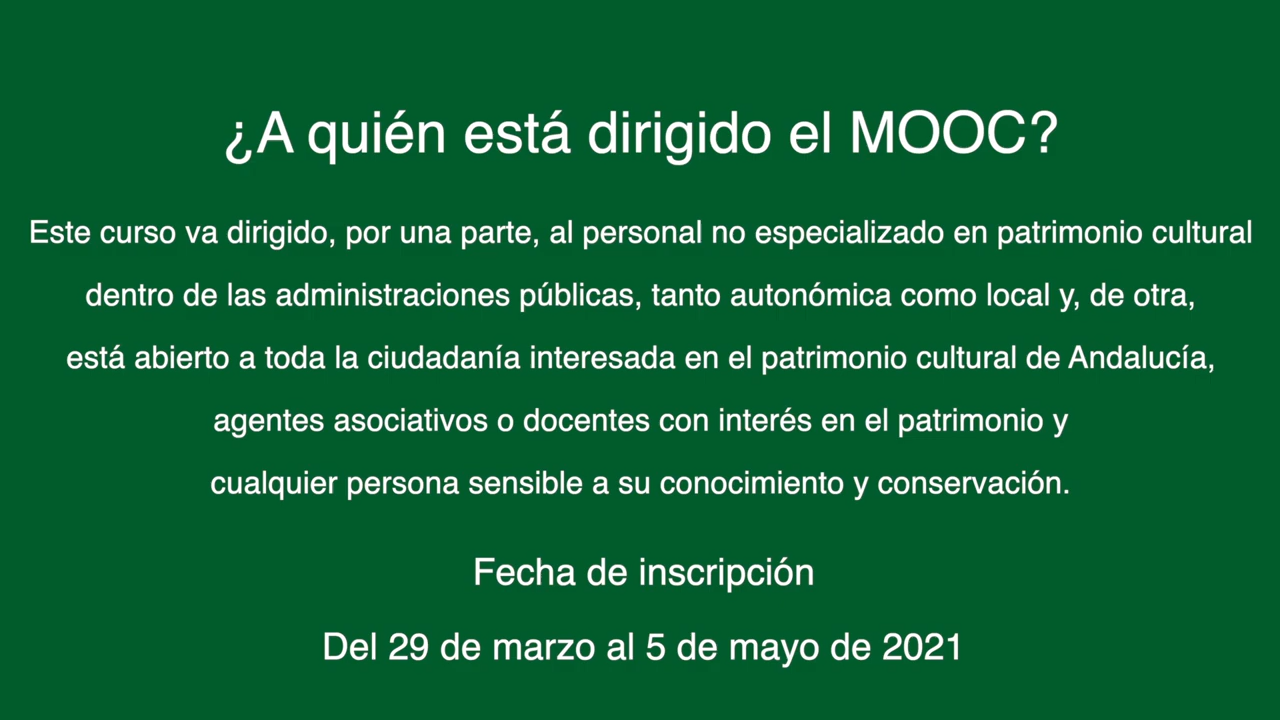 ¿A quién está dirigido el MOOC?
Este curso va dirigido, por una parte, al personal no especializado en patrimonio cultural
dentro de las administraciones públicas, tanto autonómica como local y, de otra,
está abierto a toda la ciudadanía interesada en el patrimonio cultural de Andalucía,
agentes asociativos o docentes con interés en el patrimonio y
cualquier persona sensible a su conocimiento y conservación.
Fecha de inscripción
Del 29 de marzo al 5 de mayo de 2021